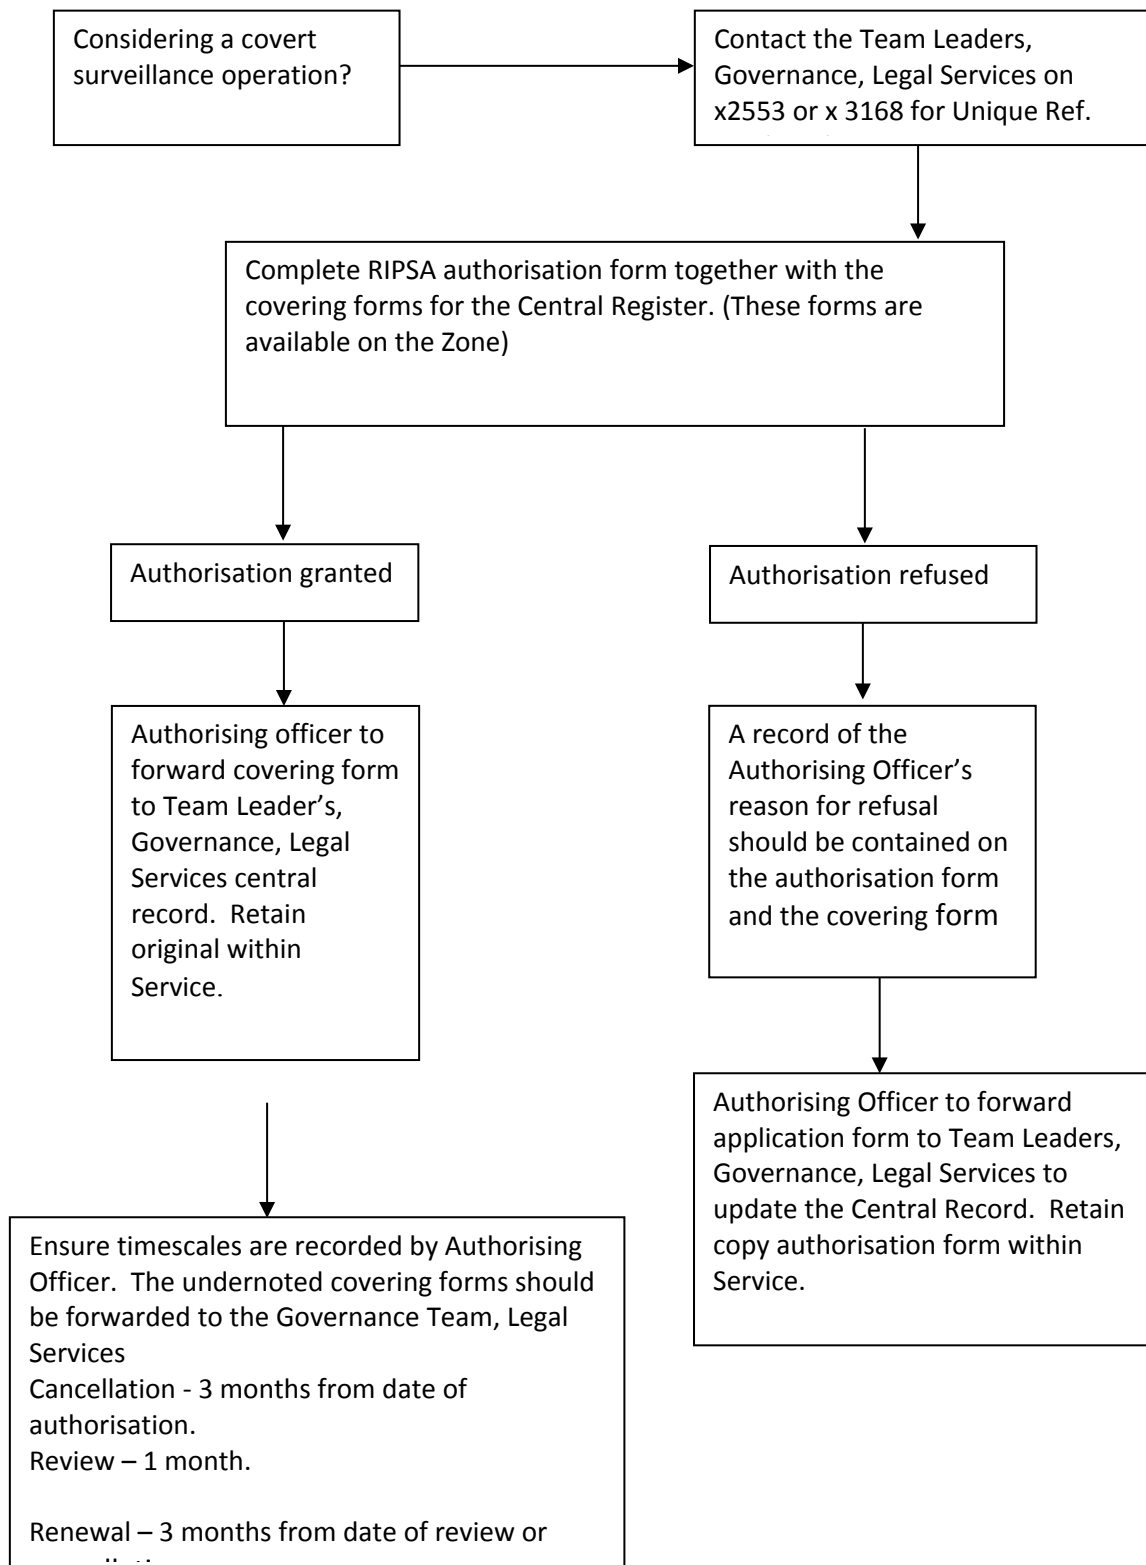 Considering a covert
surveillance operation?
Contact the Team Leaders,
Governance, Legal Services on
x2553 or x 3168 for Unique Ref.
Complete RIPSA authorisation form together with the
covering forms for the Central Register. (These forms are
available on the Zone)
Authorisation granted
Authorisation refused
Authorising officer to
forward covering form
to Team Leader’s,
Governance, Legal
Services central
record.  Retain
original within
Service.
A record of the
Authorising Officer’s
reason for refusal
should be contained on
the authorisation form
and the covering form
Authorising Officer to forward
application form to Team Leaders,
Governance, Legal Services to
update the Central Record.  Retain
copy authorisation form within
Service.
Ensure timescales are recorded by Authorising
Officer.  The undernoted covering forms should
be forwarded to the Governance Team, Legal
Services
Cancellation - 3 months from date of
authorisation.
Review – 1 month.
Renewal – 3 months from date of review or